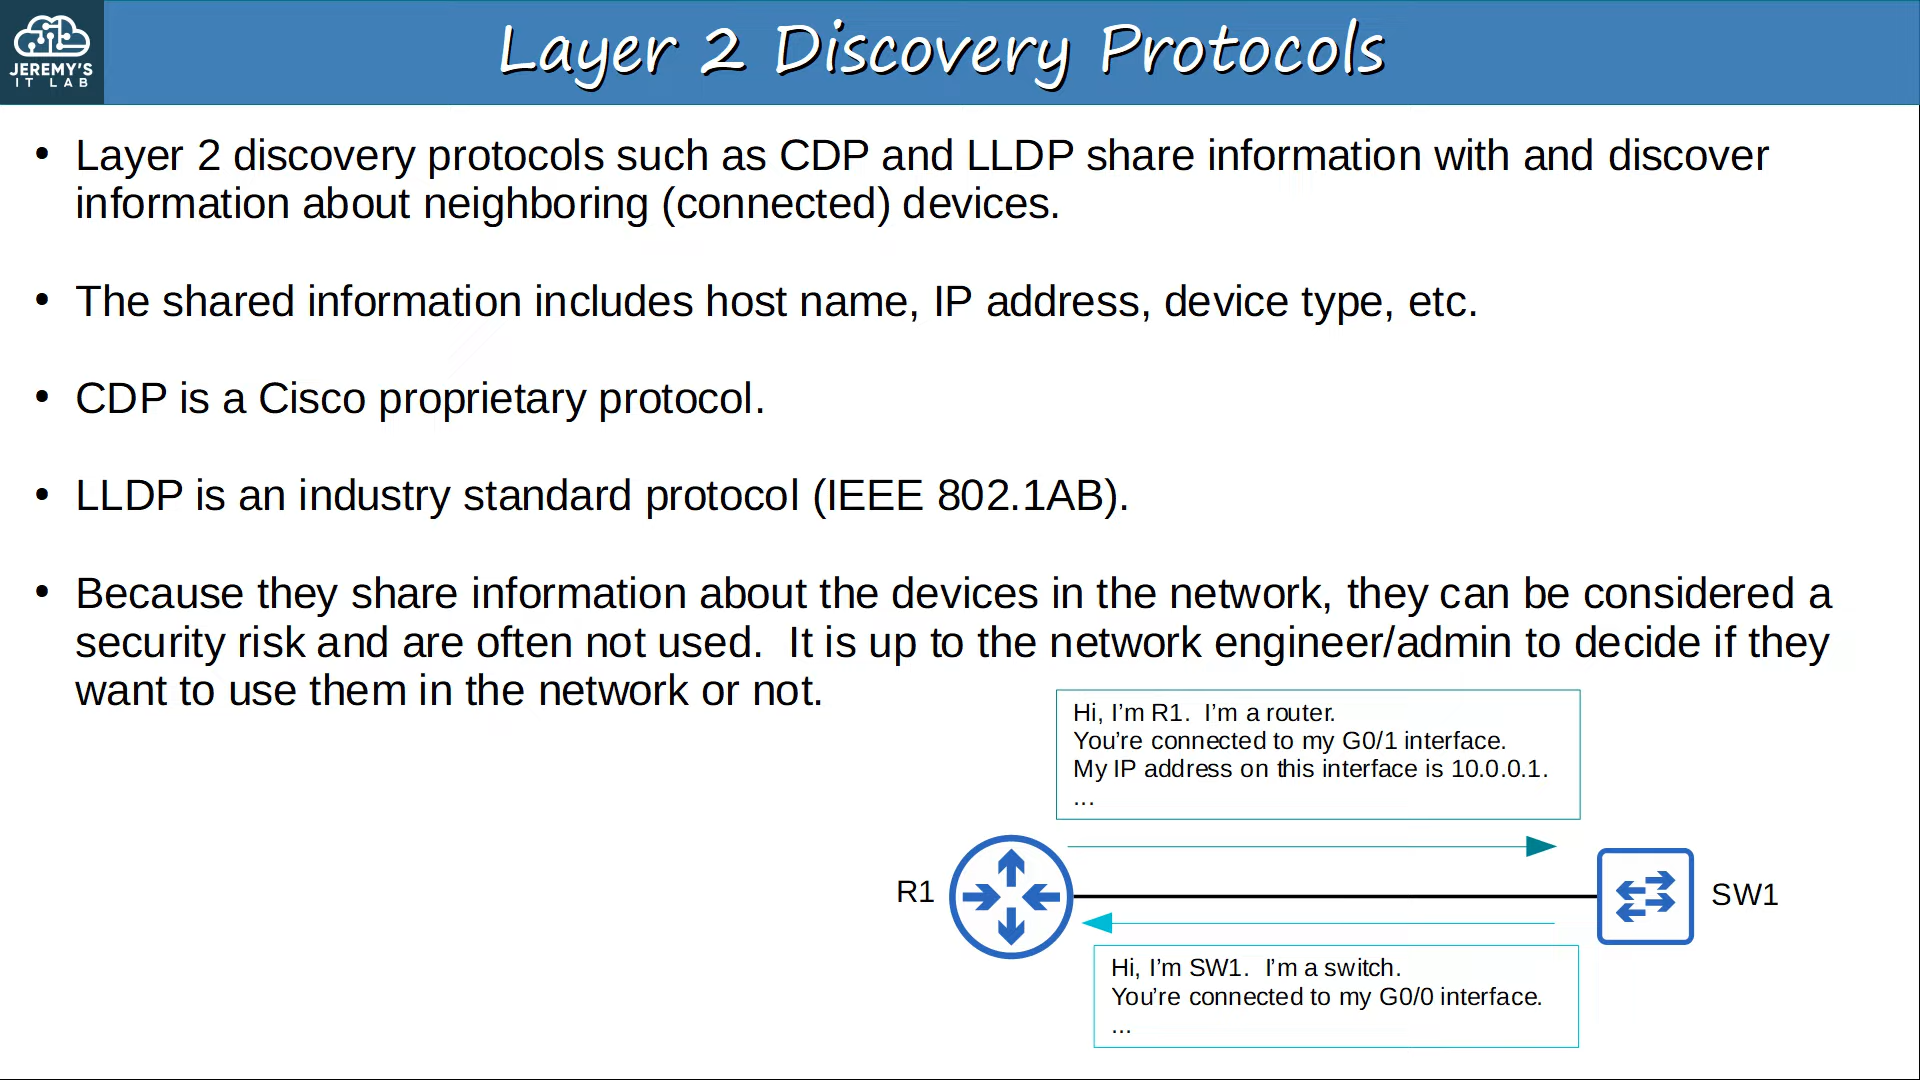 JEREMY'S
IT LAB
Layer 2 Discovery Protocols
• Layer 2 discovery protocols such as CDP and LLDP share information with and discover
information about neighboring (connected) devices.
• The shared information includes host name, IP address, device type, etc.
• CDP is a Cisco proprietary protocol.
• LLDP is an industry standard protocol (IEEE 802.1AB).
• Because they share information about the devices in the network, they can be considered a
security risk and are often not used.  It is up to the network engineer/admin to decide if they
want to use them in the network or not.
Hi, I’m R1.  I’m a router.
You’re connected to my G0/1 interface.
My IP address on this interface is 10.0.0.1.
...
R1
SW1
Hi, I’m SW1.  I’m a switch.
You’re connected to my G0/0 interface.
...